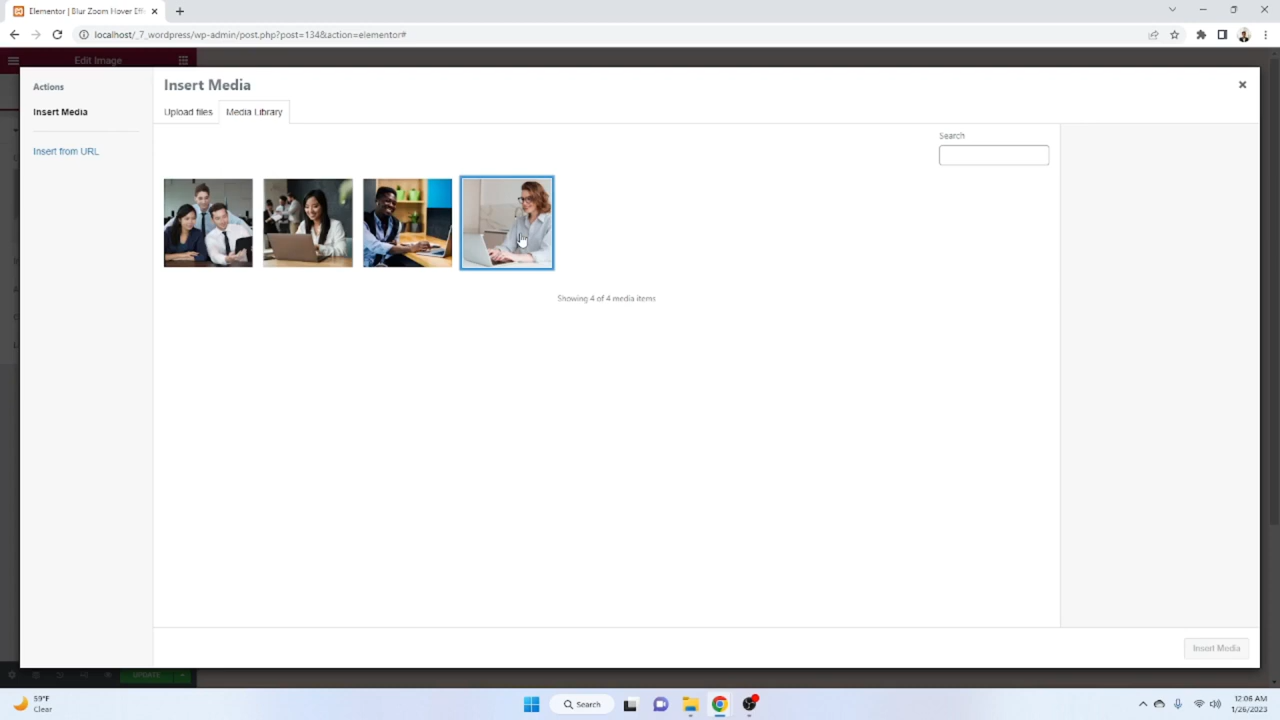 Elementor | Blur Zoom Hover Effe
localhost/_7_wordpress/wp-admin/post.php?post=134&action=elementor#
Edit Image
Actions
Insert Media
Insert from URL
Insert Media
Upload files
Media Library
Search
Showing 4 of 4 media items
Insert Media
UPDATE
59°F
Clear
Search
12:06 AM
1/26/2023